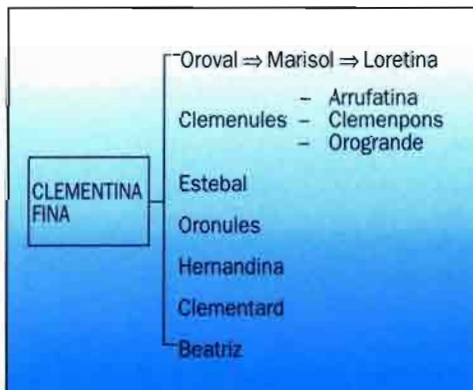 Oroval ⇒ Marisol ⇒ Loretina
– Arrufatina
Clemenules – Clemenpons
– Orogrande
CLEMENTINA
FINA
Estebal
Oronules
Hernandina
Clementard
Beatriz